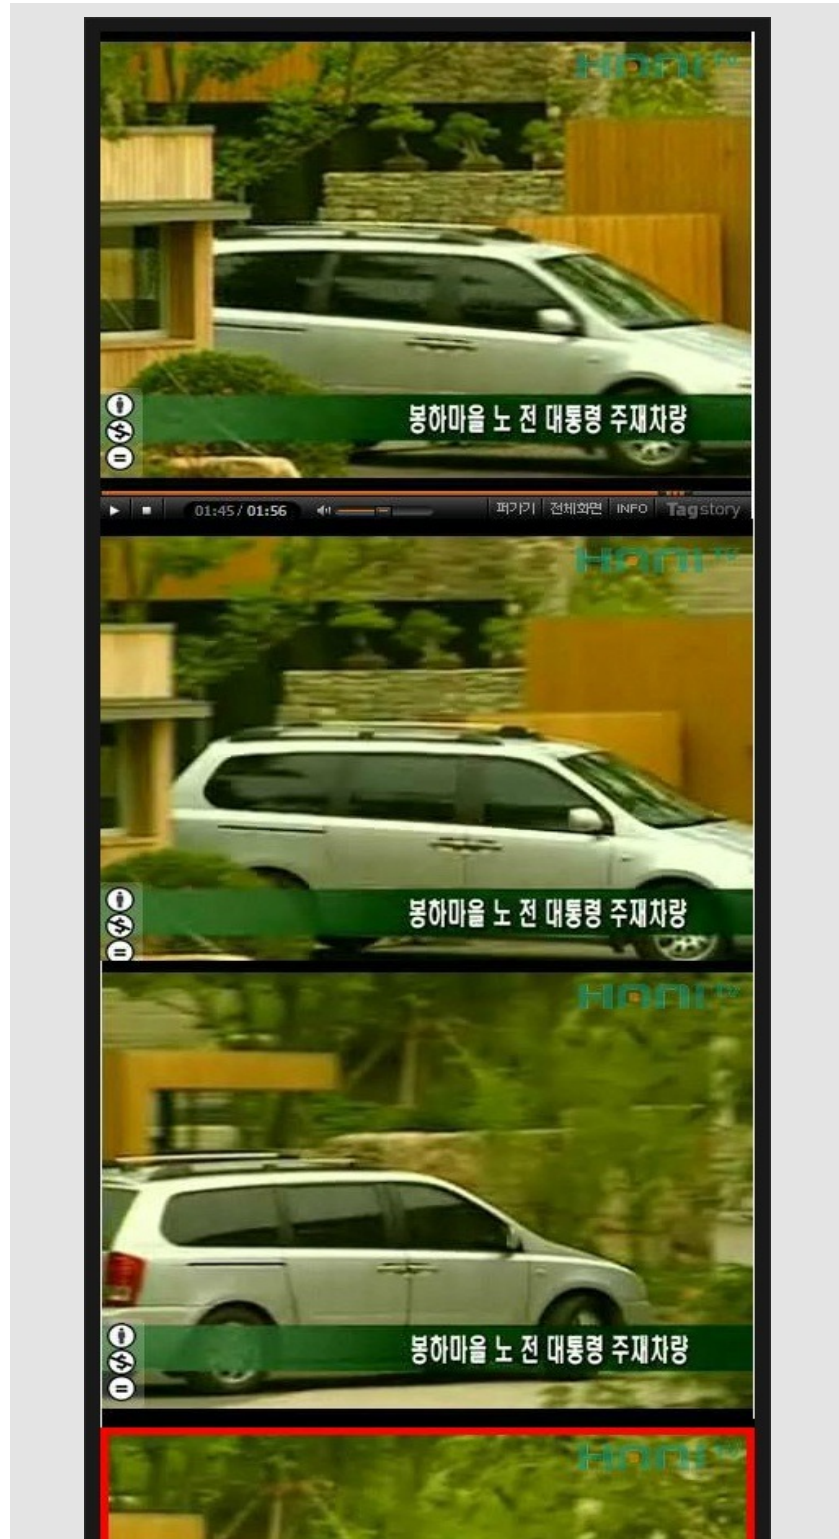 HANI TV
봉하마을 노 전 대통령 주재차량
01:45 / 01:56
퍼가기
전체화면
INFO
Tagstory
HANI TV
봉하마을 노 전 대통령 주재차량
HANI TV
봉하마을 노 전 대통령 주재차량
HANI TV